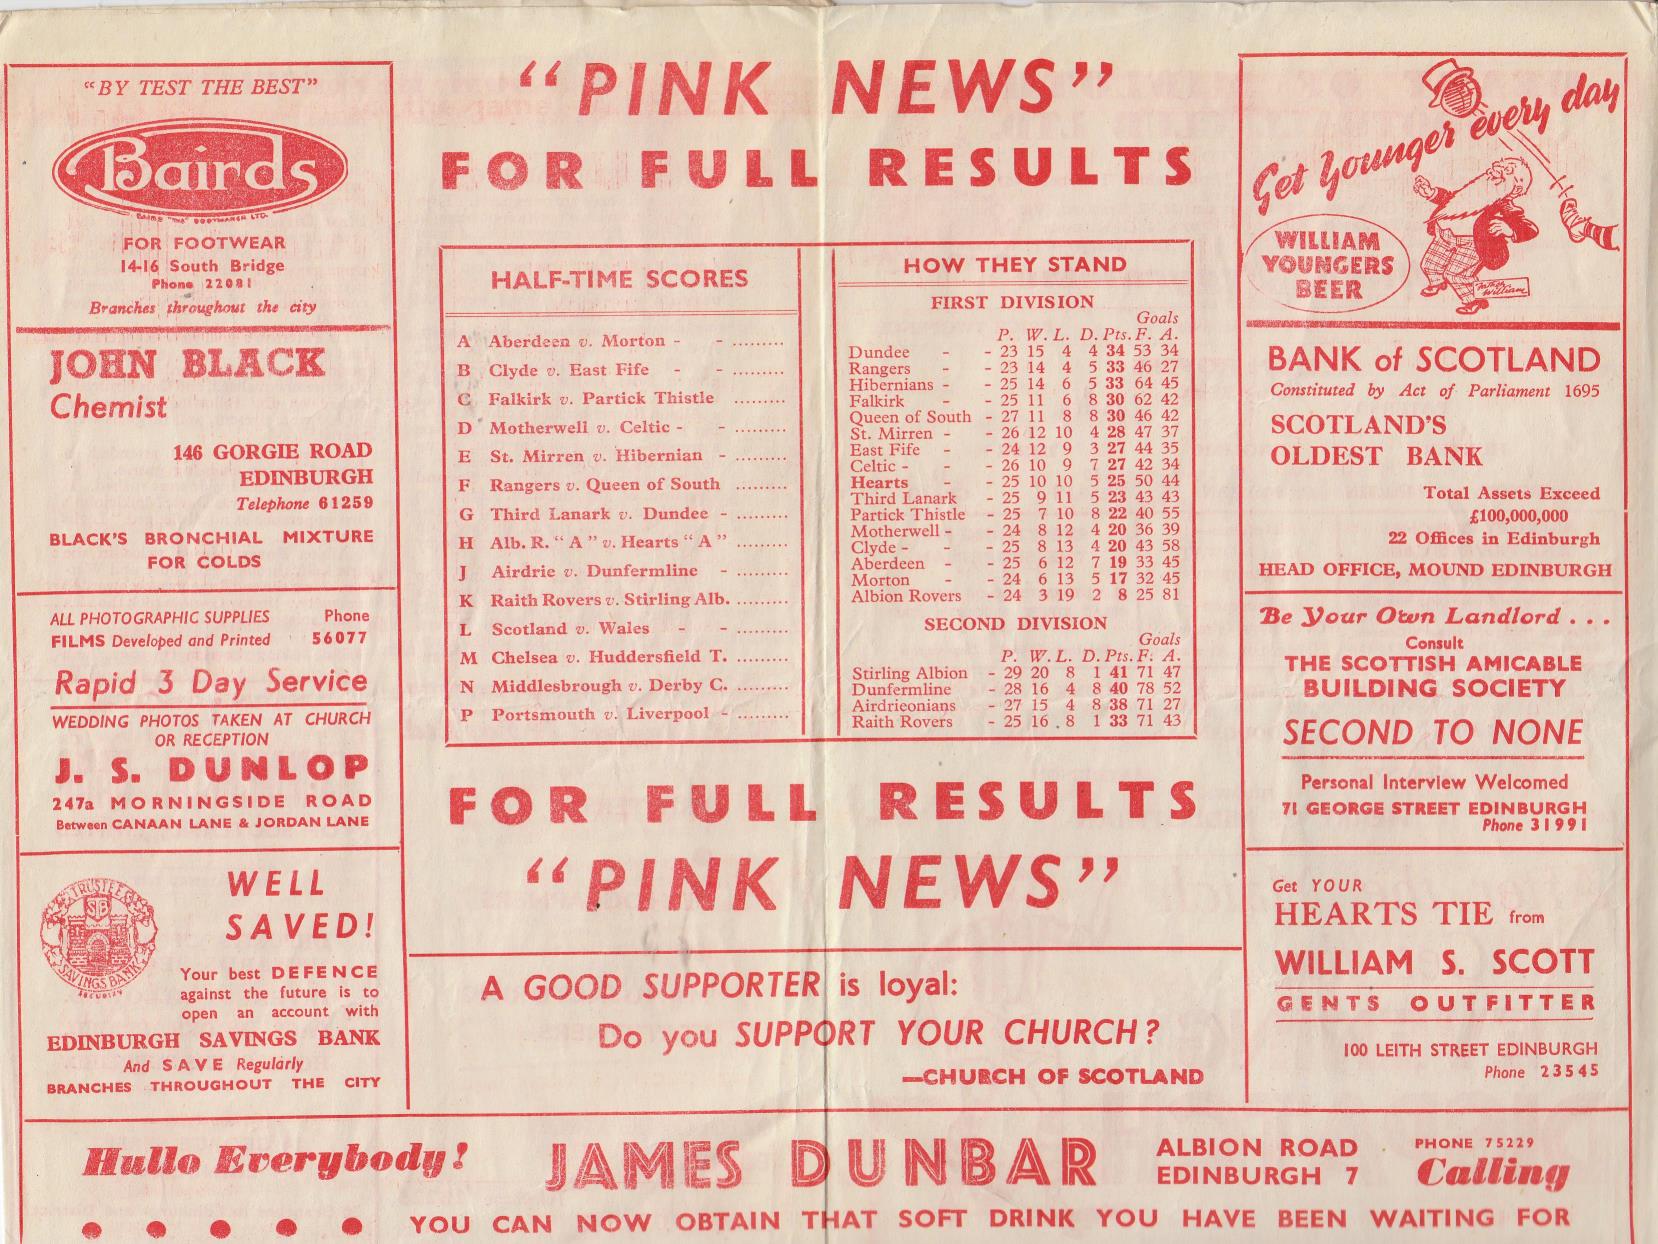 "BY TEST THE BEST"
Bairds
FOR FOOTWEAR
14-16 South Bridge
Phone 22081
Branches throughout the city
JOHN BLACK
Chemist
146 GORGIE ROAD
EDINBURGH
Telephone 61259
BLACK'S BRONCHIAL MIXTURE
FOR COLDS
ALL PHOTOGRAPHIC SUPPLIES Phone
FILMS Developed and Printed 56077
Rapid 3 Day Service
WEDDING PHOTOS TAKEN AT CHURCH
OR RECEPTION
J. S. DUNLOP
247a MORNINGSIDE ROAD
Between CANAAN LANE & JORDAN LANE
TRUSTEE
SB
SAVINGS BANK
SECURITY
WELL
SAVED!
Your best DEFENCE
against the future is to
open an account with
EDINBURGH SAVINGS BANK
And SAVE Regularly
BRANCHES THROUGHOUT THE CITY
"PINK NEWS"
FOR FULL RESULTS
HALF-TIME SCORES
A Aberdeen v. Morton - - .........
B Clyde v. East Fife - - .........
C Falkirk v. Partick Thistle .........
D Motherwell v. Celtic - - .........
E St. Mirren v. Hibernian - .........
F Rangers v. Queen of South .........
G Third Lanark v. Dundee - .........
H Alb. R. "A" v. Hearts "A" .........
J Airdrie v. Dunfermline - .........
K Raith Rovers v. Stirling Alb. .........
L Scotland v. Wales - - .........
M Chelsea v. Huddersfield T. .........
N Middlesbrough v. Derby C. .........
P Portsmouth v. Liverpool - .........
HOW THEY STAND
FIRST DIVISION
Goals
P. W. L. D. Pts. F. A.
Dundee - - 23 15 4 4 34 53 34
Rangers - - 23 14 4 5 33 46 27
Hibernians - - 25 14 6 5 33 64 45
Falkirk - - 25 11 6 8 30 62 42
Queen of South - 27 11 8 8 30 46 42
St. Mirren - - 26 12 10 4 28 47 37
East Fife - - 24 12 9 3 27 44 35
Celtic - - 26 10 9 7 27 42 34
Hearts - - 25 10 10 5 25 50 44
Third Lanark - 25 9 11 5 23 43 43
Partick Thistle - 25 7 10 8 22 40 55
Motherwell - - 24 8 12 4 20 36 39
Clyde - - 25 8 13 4 20 43 58
Aberdeen - - 25 6 12 7 19 33 45
Morton - - 24 6 13 5 17 32 45
Albion Rovers - 24 3 19 2 8 25 81
SECOND DIVISION
Goals
P. W. L. D. Pts. F. A.
Stirling Albion - 29 20 8 1 41 71 47
Dunfermline - 28 16 4 8 40 78 52
Airdrieonians - 27 15 4 8 38 71 27
Raith Rovers - 25 16 8 1 33 71 43
FOR FULL RESULTS
"PINK NEWS"
A GOOD SUPPORTER is loyal:
Do you SUPPORT YOUR CHURCH?
—CHURCH OF SCOTLAND
Get Younger every day
WILLIAM
YOUNGERS
BEER
Father
William
BANK of SCOTLAND
Constituted by Act of Parliament 1695
SCOTLAND'S
OLDEST BANK
Total Assets Exceed
£100,000,000
22 Offices in Edinburgh
HEAD OFFICE, MOUND EDINBURGH
Be Your Own Landlord . . .
Consult
THE SCOTTISH AMICABLE
BUILDING SOCIETY
SECOND TO NONE
Personal Interview Welcomed
71 GEORGE STREET EDINBURGH
Phone 31991
Get YOUR
HEARTS TIE from
WILLIAM S. SCOTT
GENTS OUTFITTER
100 LEITH STREET EDINBURGH
Phone 23545
Hullo Everybody! JAMES DUNBAR ALBION ROAD PHONE 75229
EDINBURGH 7 Calling
YOU CAN NOW OBTAIN THAT SOFT DRINK YOU HAVE BEEN WAITING FOR